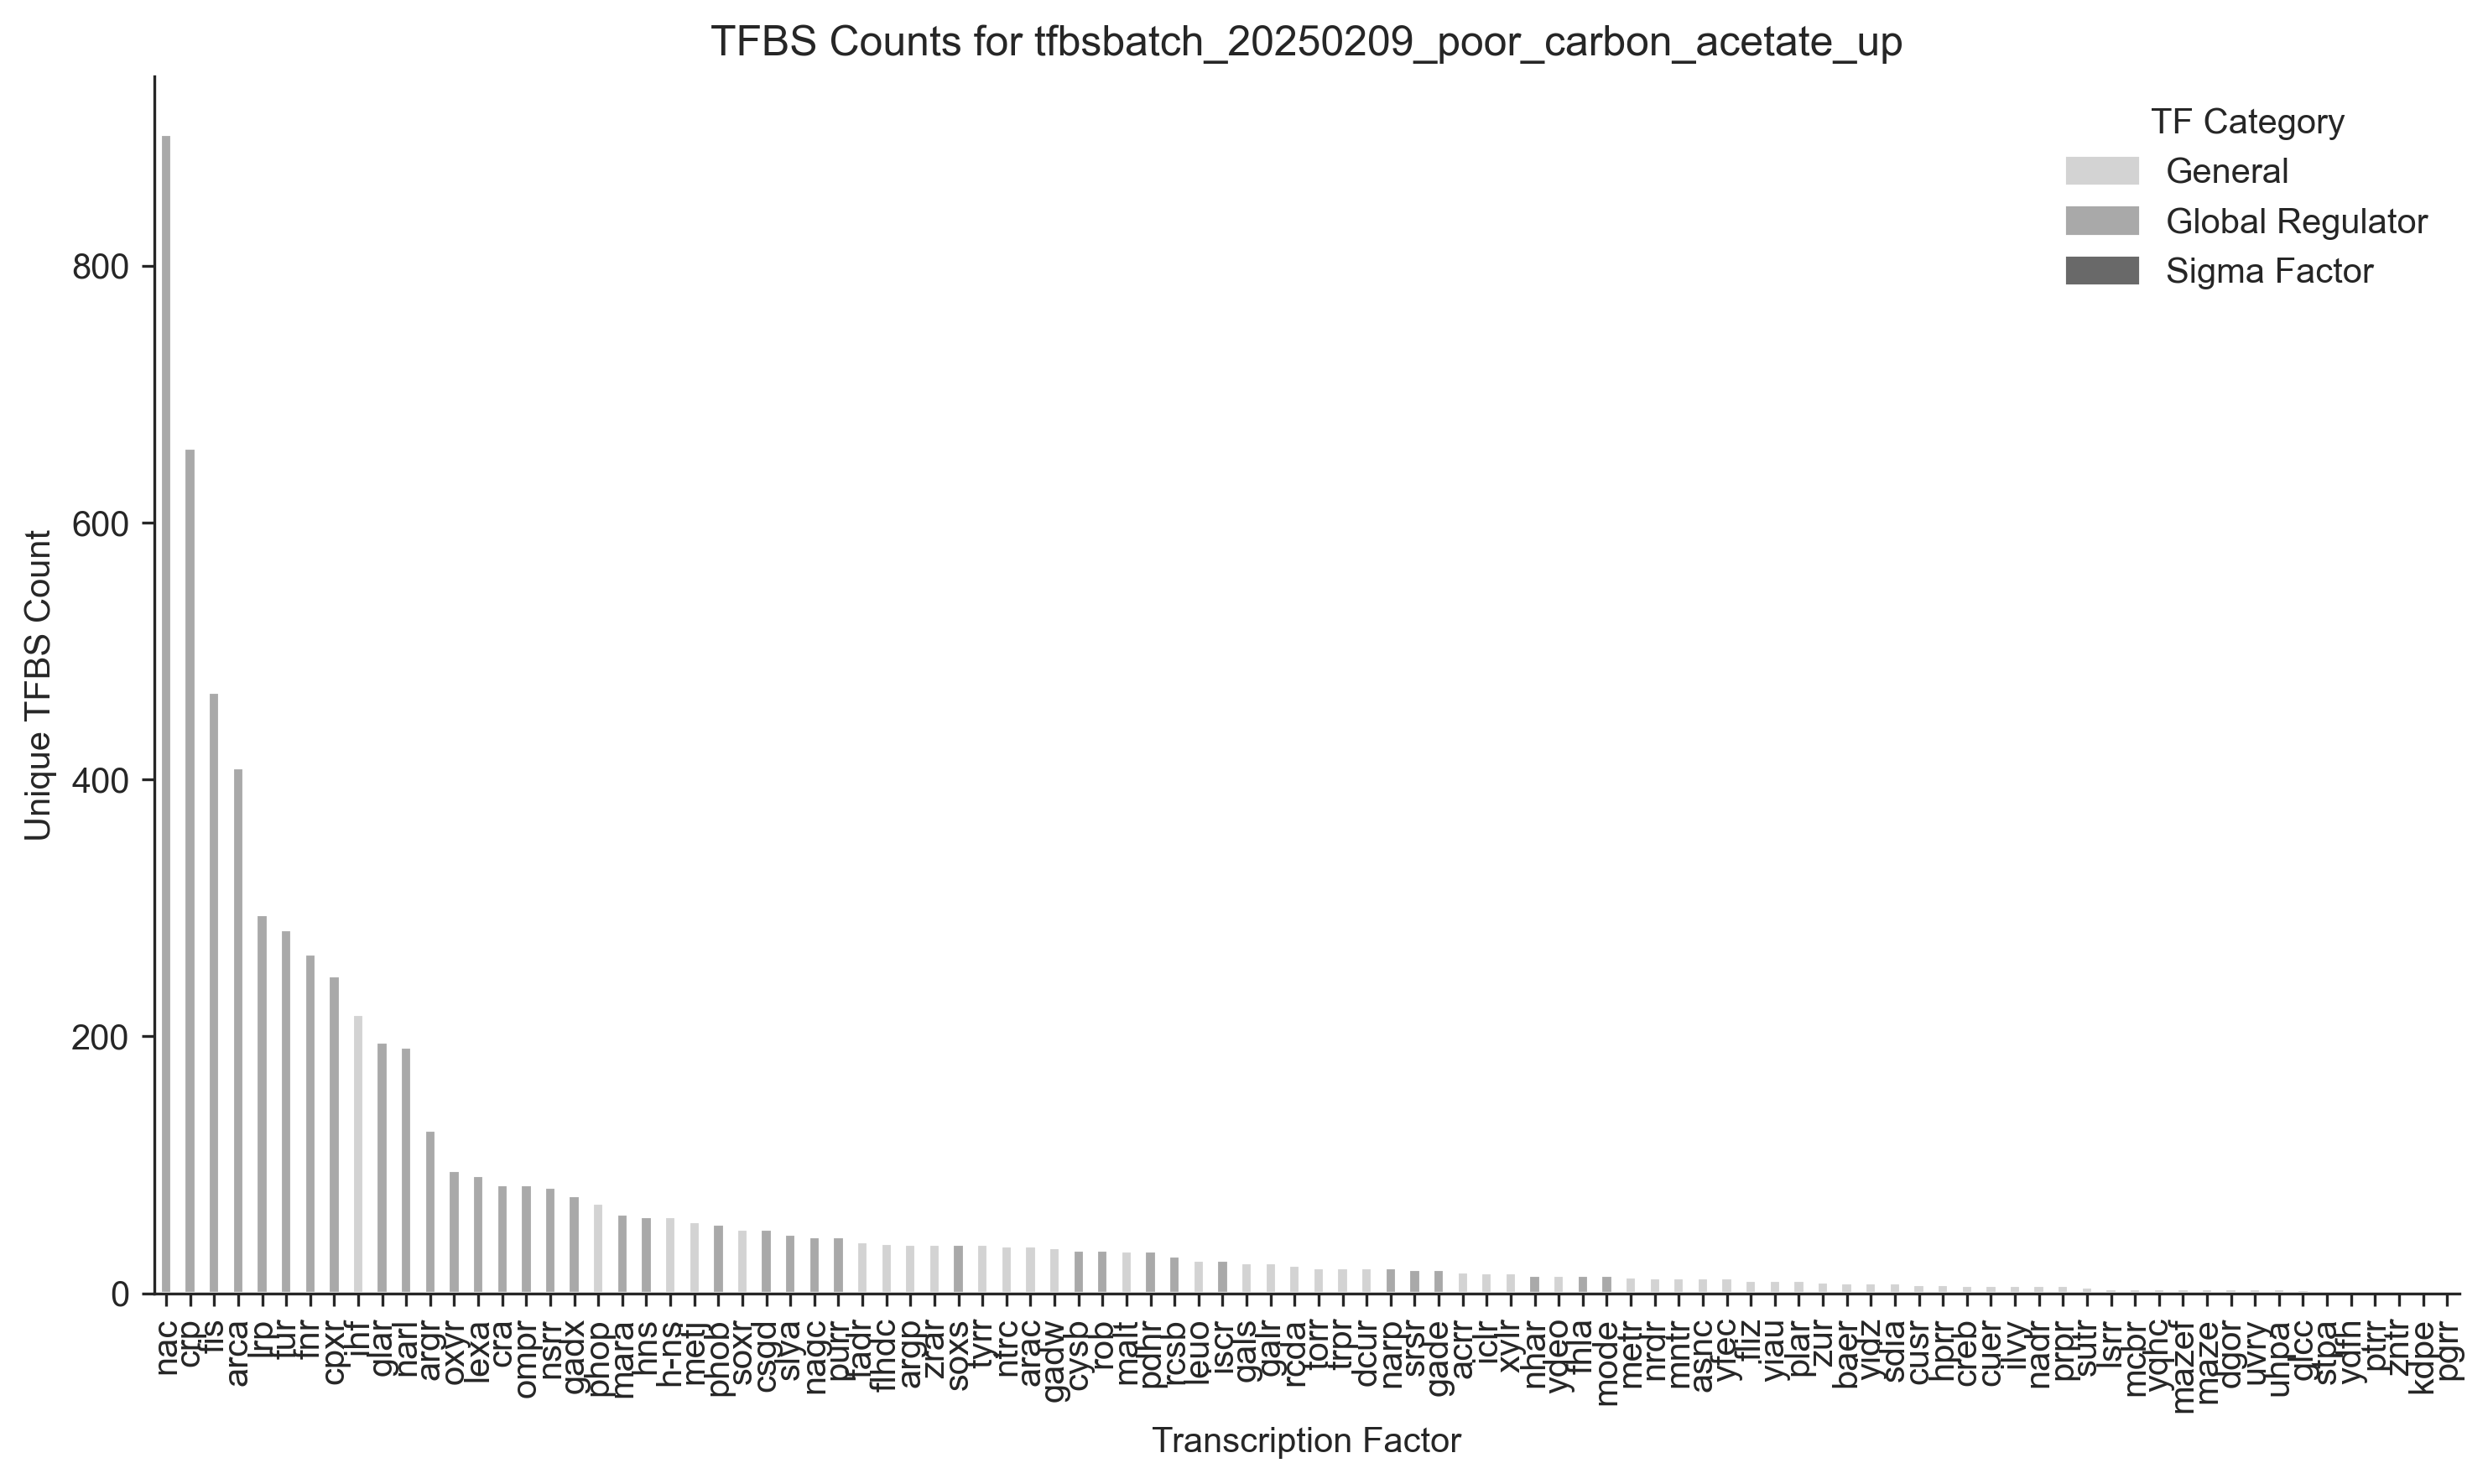 TFBS Counts for tfbsbatch_20250209_poor_carbon_acetate_up
TF Category
General
Global Regulator
Sigma Factor
Unique TFBS Count
800
600
400
200
0
nac
crp
fis
arca
lrp
fur
fnr
cpxr
ihf
glar
narl
argr
oxyr
lexa
cra
ompr
nsrr
gadx
phop
mara
hns
h-ns
metj
phob
soxr
csgd
slya
nagc
purr
fadr
flhdc
argp
zrar
soxs
tyrr
ntrc
arac
gadw
cysb
rob
malt
pdhr
rcsb
leuo
iscr
gals
galr
rcda
torr
trpr
dcur
narp
srsr
gade
acrr
iclr
xylr
nhar
ydeo
fhla
mode
metr
nrdr
mntr
asnc
yfec
fliz
yiau
plar
zur
baer
yidz
sdia
cusr
hprr
creb
cuer
ilvy
nadr
prpr
sutr
lsrr
mcbr
mazef
maze
dgor
uvry
uhpa
glcc
stpa
ydfh
ptrr
zntr
kdpe
pgrr
Transcription Factor